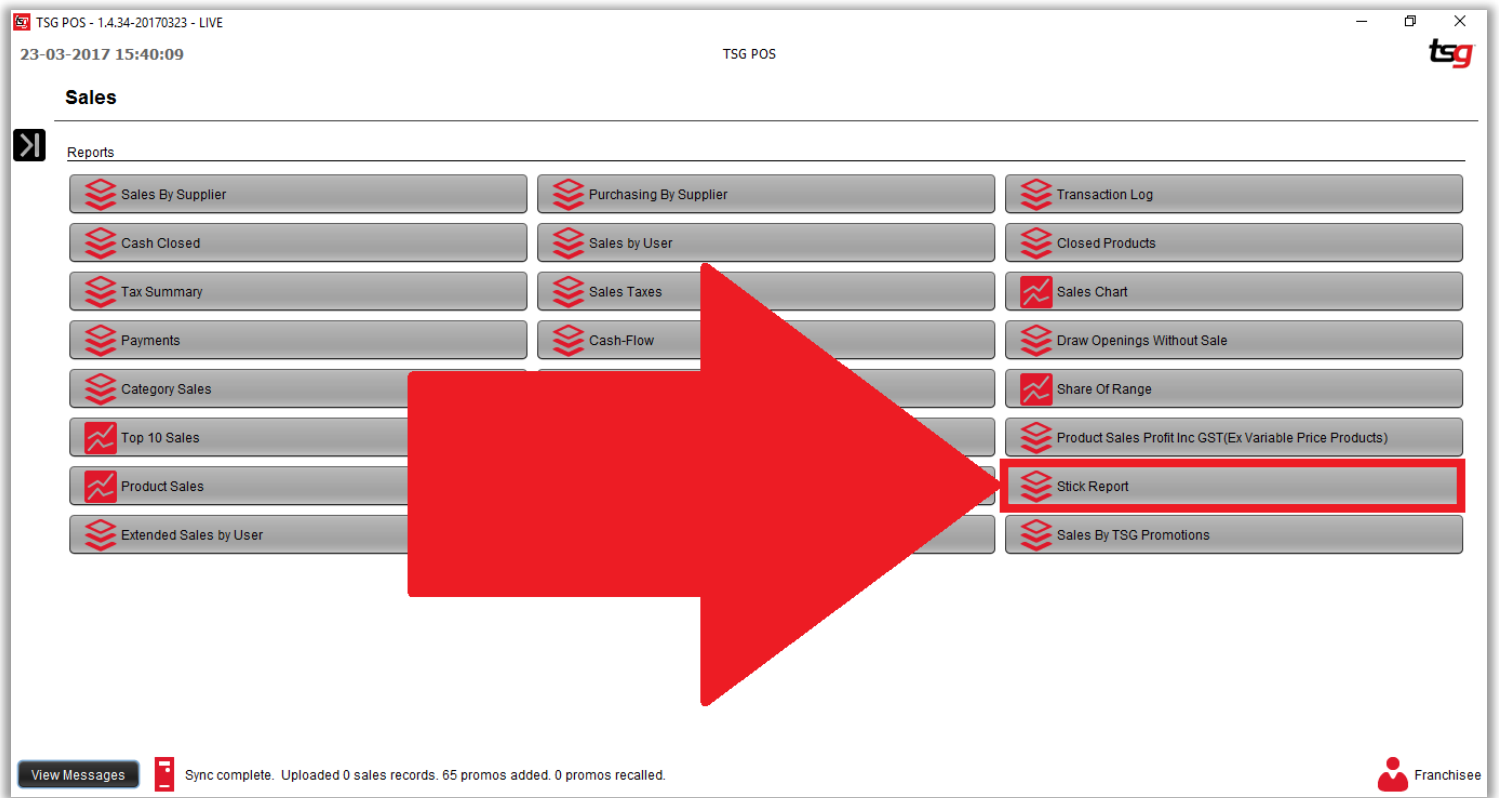 TSG POS - 1.4.34-20170323 - LIVE
23-03-2017 15:40:09
TSG POS
tsg
Sales
Reports
Sales By Supplier
Purchasing By Supplier
Transaction Log
Cash Closed
Sales by User
Closed Products
Tax Summary
Sales Taxes
Sales Chart
Payments
Cash-Flow
Draw Openings Without Sale
Category Sales
Share Of Range
Top 10 Sales
Product Sales Profit Inc GST(Ex Variable Price Products)
Product Sales
Stick Report
Extended Sales by User
Sales By TSG Promotions
View Messages
Sync complete. Uploaded 0 sales records. 65 promos added. 0 promos recalled.
Franchisee